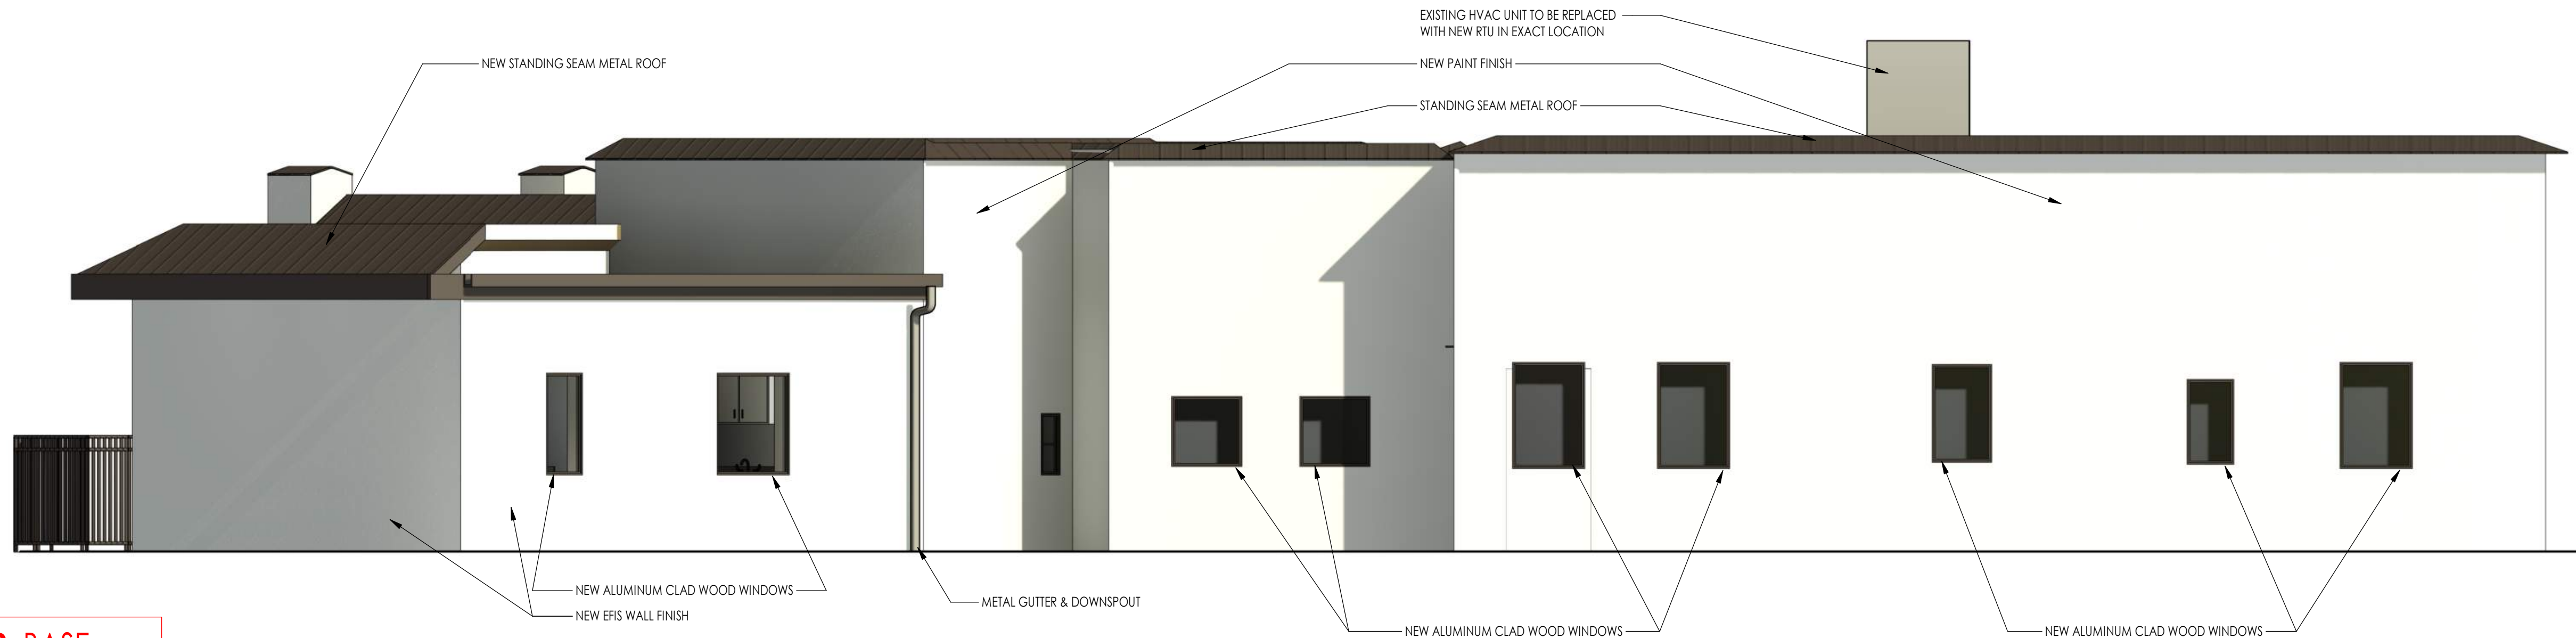 EXISTING HVAC UNIT TO BE REPLACED
WITH NEW RTU IN EXACT LOCATION
NEW STANDING SEAM METAL ROOF
NEW PAINT FINISH
STANDING SEAM METAL ROOF
NEW ALUMINUM CLAD WOOD WINDOWS
NEW EFIS WALL FINISH
METAL GUTTER & DOWNSPOUT
NEW ALUMINUM CLAD WOOD WINDOWS
NEW ALUMINUM CLAD WOOD WINDOWS